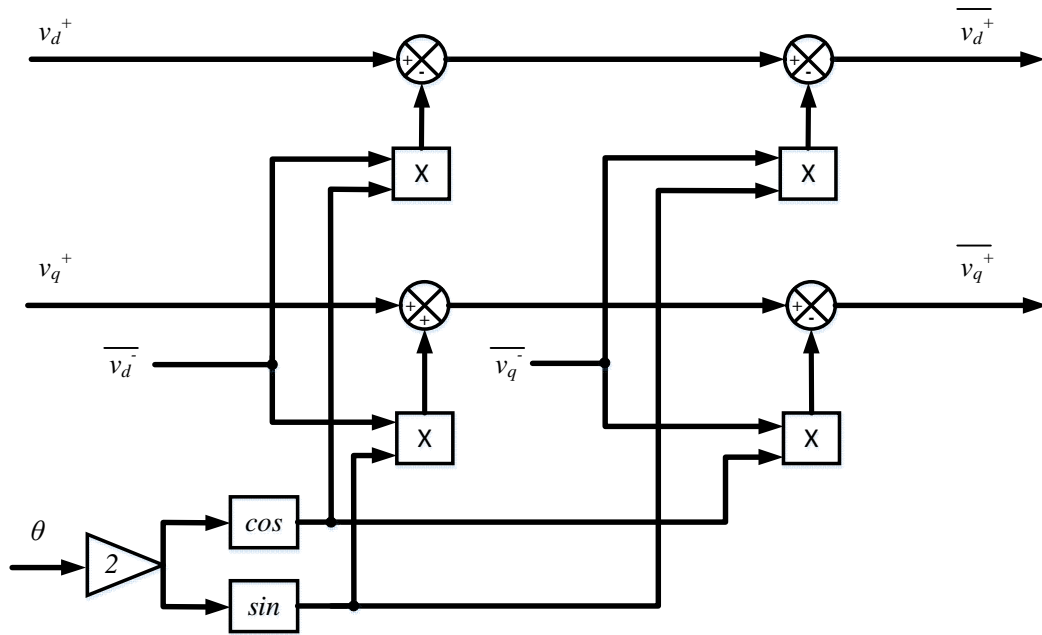 v_d^+
\overline{v_d^+}
+
-
+
-
X
X
v_q^+
\overline{v_q^+}
+
+
+
-
\overline{v_d^-}
\overline{v_q^-}
X
X
θ
2
cos
sin